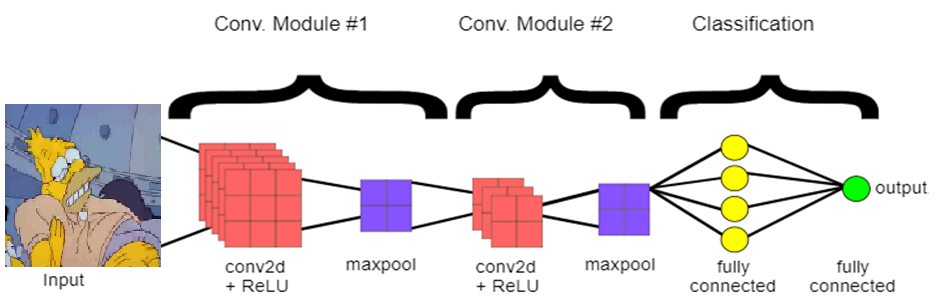 Conv. Module #1
Conv. Module #2
Classification
output
Input
conv2d
+ ReLU
maxpool
conv2d
+ ReLU
maxpool
fully
connected
fully
connected